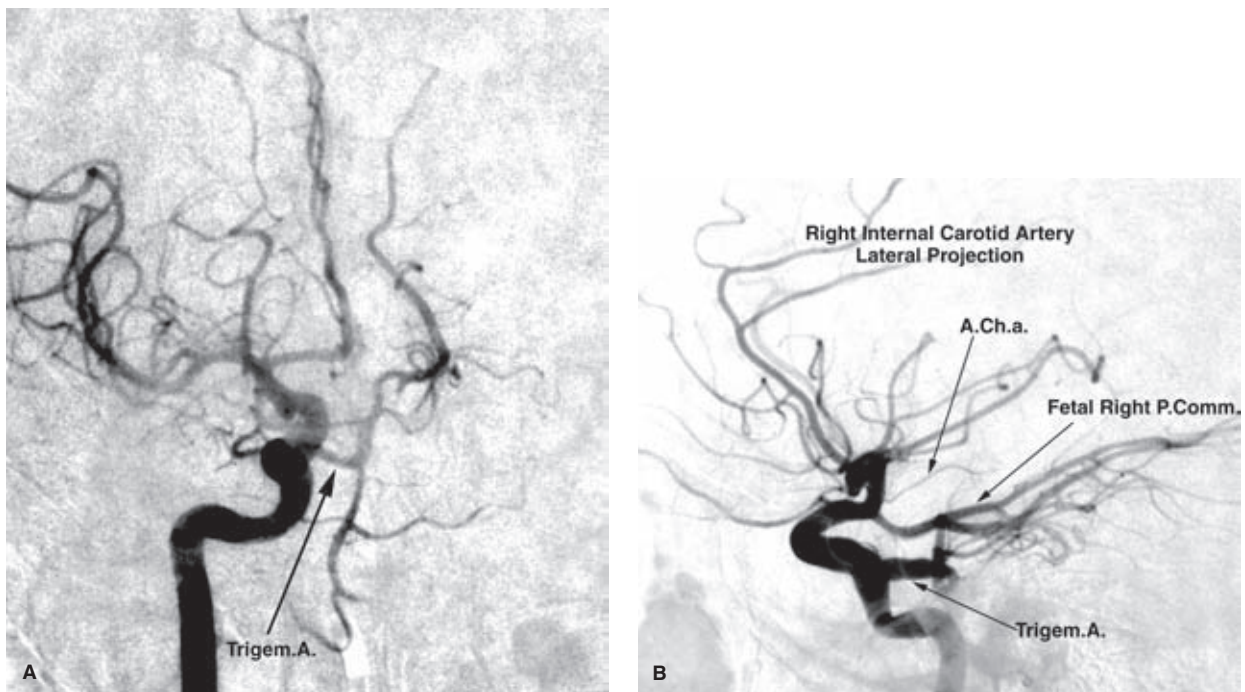 Trigem.A.
A
Right Internal Carotid Artery
Lateral Projection
A.Ch.a.
Fetal Right P.Comm.
Trigem.A.
B